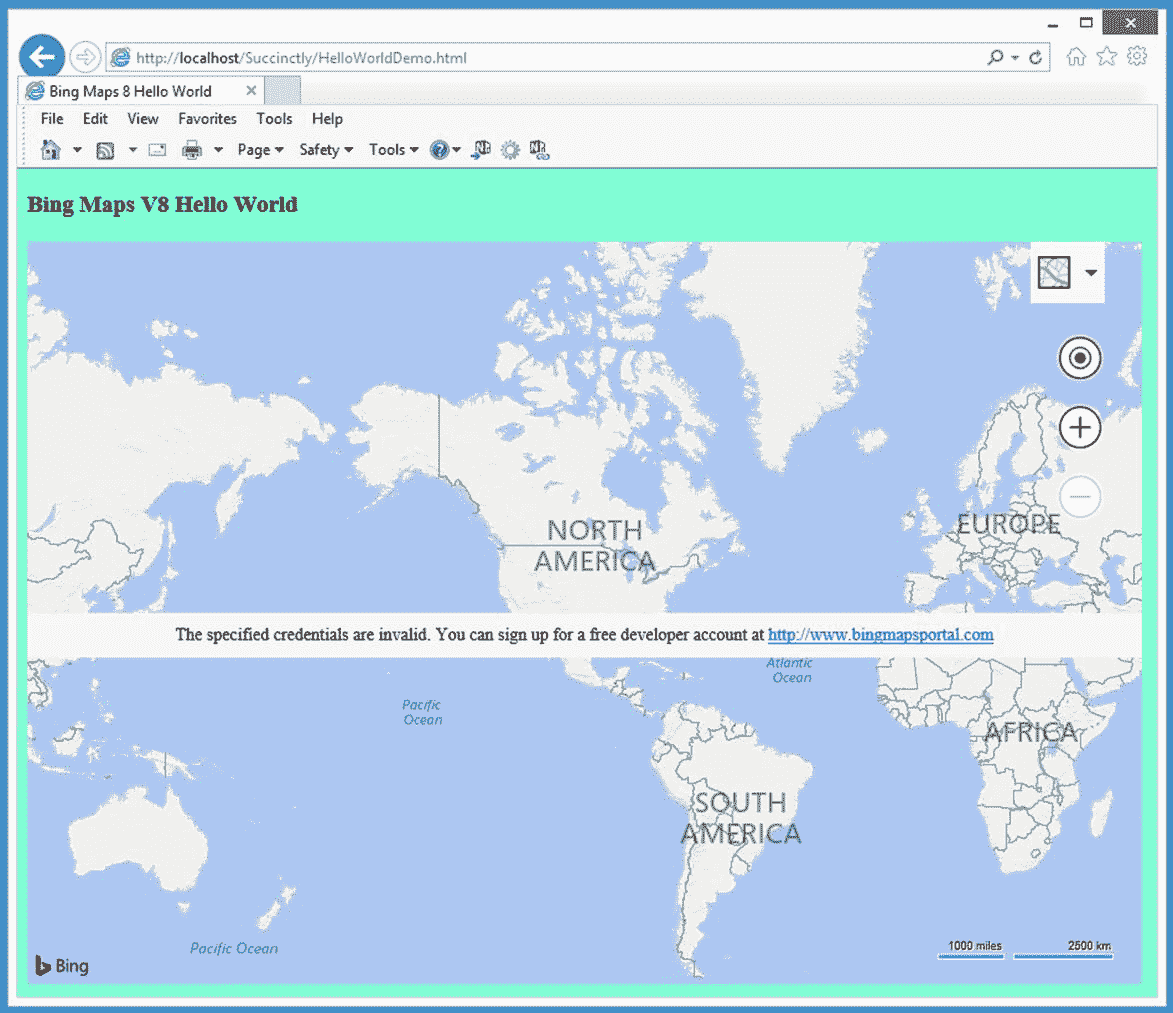 http://localhost/Succinctly/HelloWorldDemo.html
Bing Maps 8 Hello World
File Edit View Favorites Tools Help
Page Safety Tools
Bing Maps V8 Hello World
NORTH
AMERICA
EUROPE
The specified credentials are invalid. You can sign up for a free developer account at http://www.bingmapsportal.com
Atlantic
Ocean
Pacific
Ocean
AFRICA
SOUTH
AMERICA
Pacific Ocean
1000 miles 2500 km
Bing